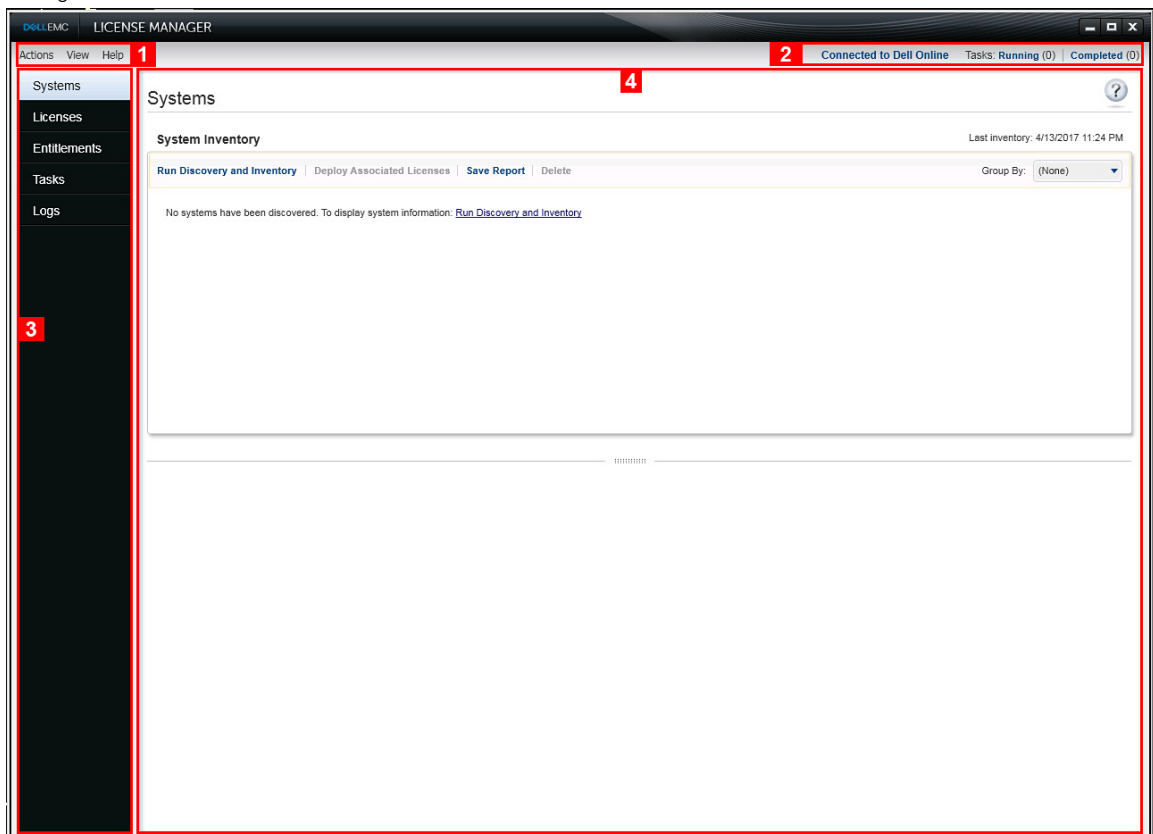 DELLEMC LICENSE MANAGER
Actions View Help 1 2 Connected to Dell Online Tasks: Running (0) Completed (0)
Systems
Licenses
Entitlements
Tasks
Logs
3
4
Systems
?
System Inventory Last inventory: 4/13/2017 11:24 PM
Run Discovery and Inventory Deploy Associated Licenses Save Report Delete Group By: (None)
No systems have been discovered. To display system information: Run Discovery and Inventory